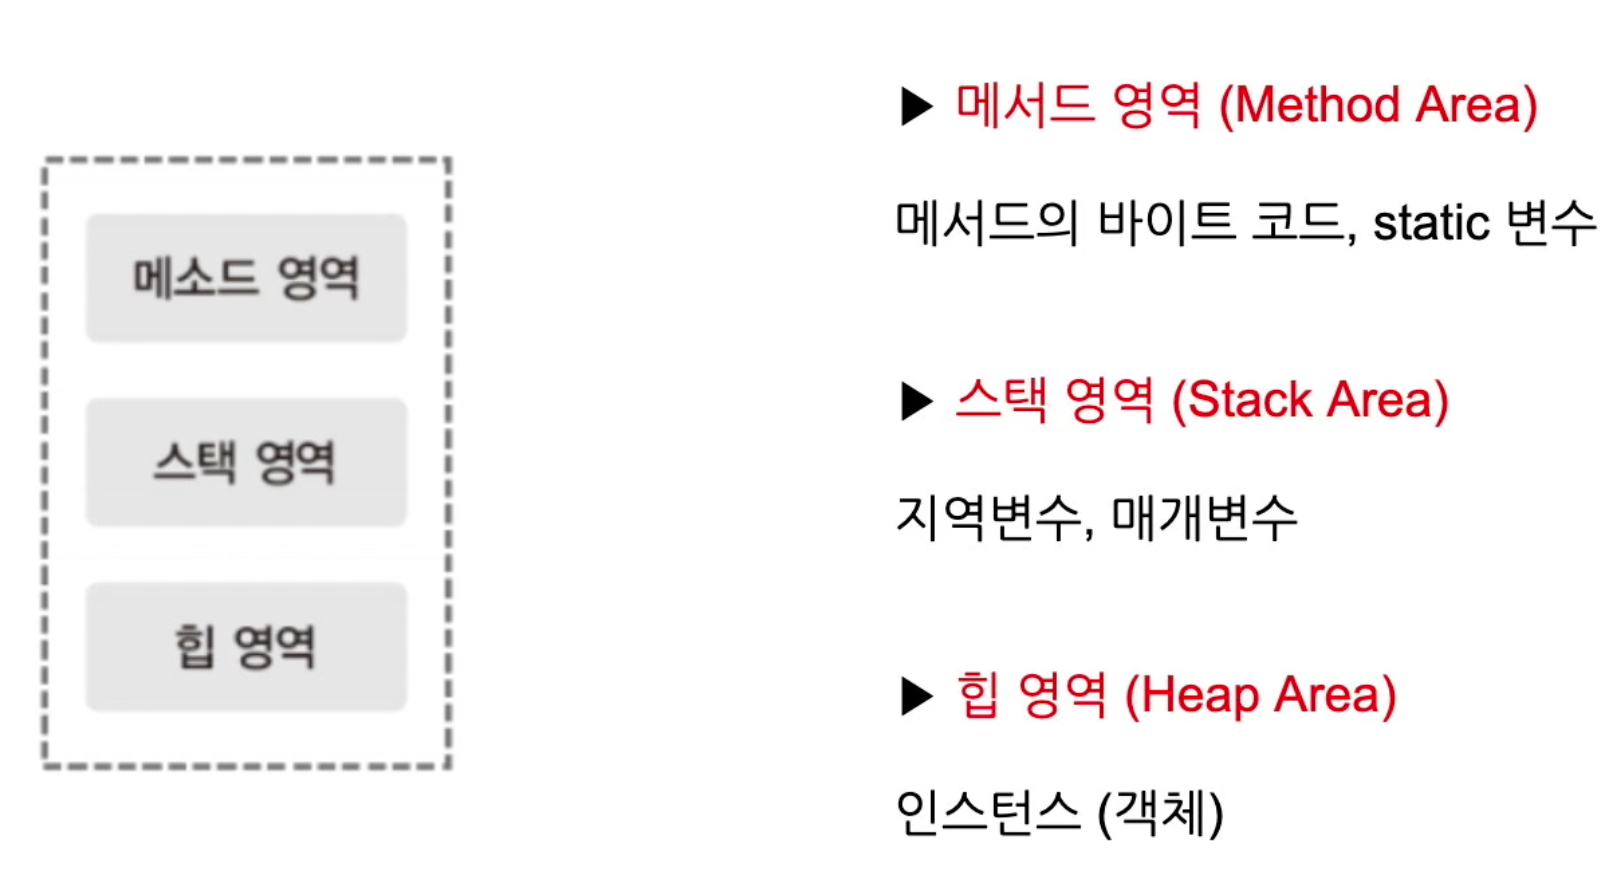 메소드 영역
스택 영역
힙 영역
▶ 메서드 영역 (Method Area)
메서드의 바이트 코드, static 변수
▶ 스택 영역 (Stack Area)
지역변수, 매개변수
▶ 힙 영역 (Heap Area)
인스턴스 (객체)